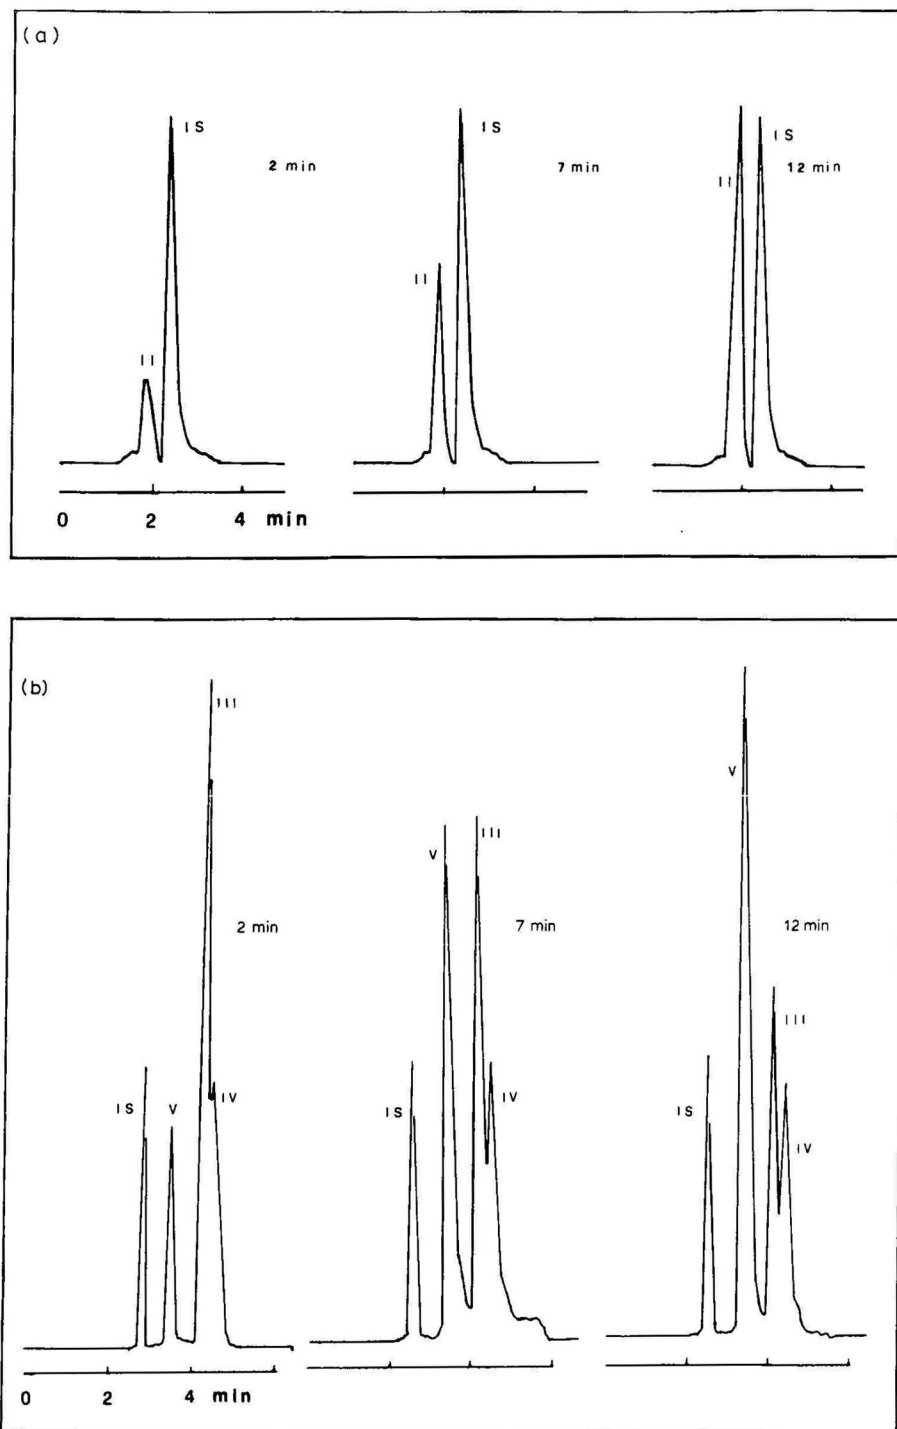 (a)
IS
IS
IS
2 min
7 min
II
12 min
II
II
0 2 4 min
(b)
III
V
V
III
2 min
7 min
12 min
III
IS V IV
IS
IV
IS
IV
0 2 4 min